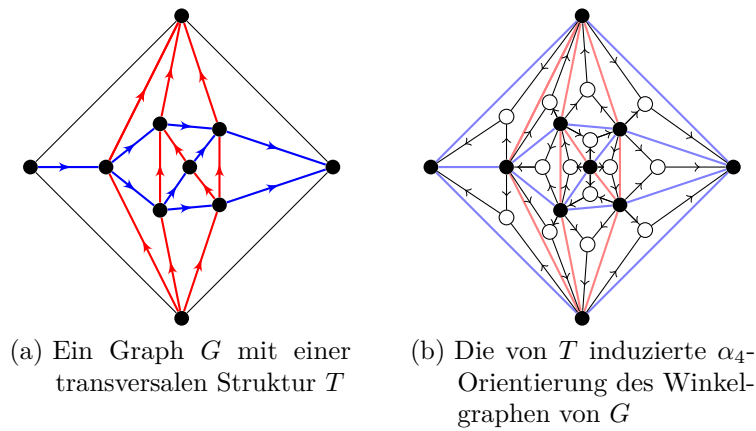 (a) Ein Graph G mit einer
transversalen Struktur T
(b) Die von T induzierte α₄-
Orientierung des Winkel-
graphen von G